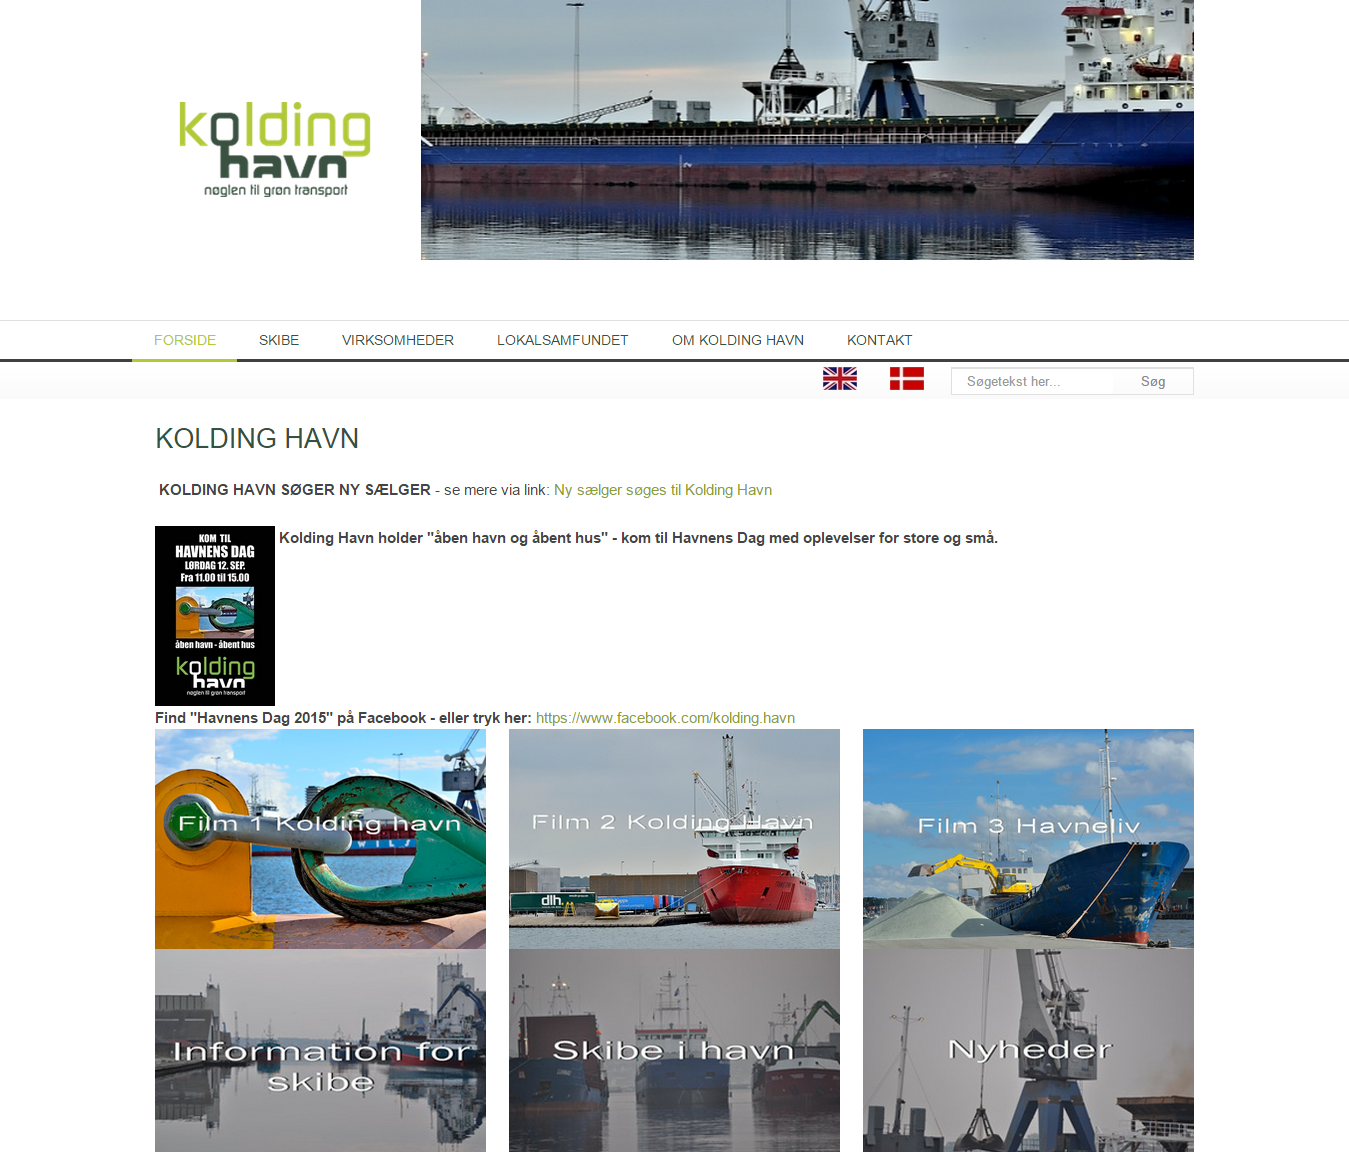 kolding
havn
nøglen til grøn transport
FORSIDE SKIBE VIRKSOMHEDER LOKALSAMFUNDET OM KOLDING HAVN KONTAKT
Søgetekst her... Søg
KOLDING HAVN
KOLDING HAVN SØGER NY SÆLGER - se mere via link: Ny sælger søges til Kolding Havn
KOM TIL
HAVNENS DAG
LØRDAG 12. SEP.
Fra 11.00 til 15.00
åben havn - åbent hus
kolding
havn
nøglen til grøn transport
Kolding Havn holder "åben havn og åbent hus" - kom til Havnens Dag med oplevelser for store og små.
Find "Havnens Dag 2015" på Facebook - eller tryk her: https://www.facebook.com/kolding.havn
Film 1 Kolding havn
WILS
Film 2 Kolding Havn
dlh.
Film 3 Havneliv
Information for
skibe
Skibe i havn
Nyheder